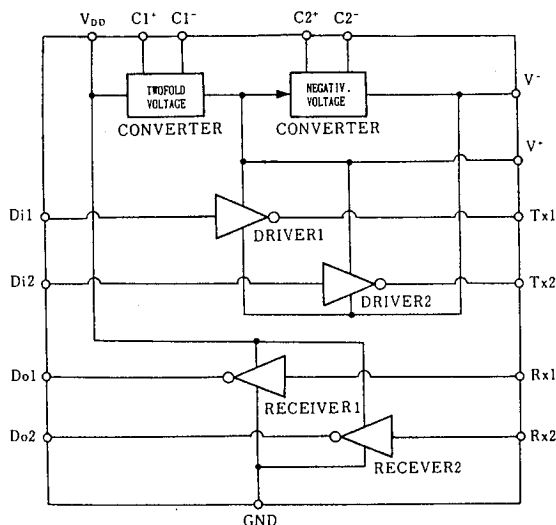 V_DD C1⁺ C1⁻ C2⁺ C2⁻
TWOFOLD
VOLTAGE
CONVERTER
NEGATIV.
VOLTAGE
CONVERTER
V⁻
V⁺
Di1
DRIVER1
Tx1
Di2
DRIVER2
Tx2
Do1
RECEIVER1
Rx1
Do2
RECEVER2
Rx2
GND